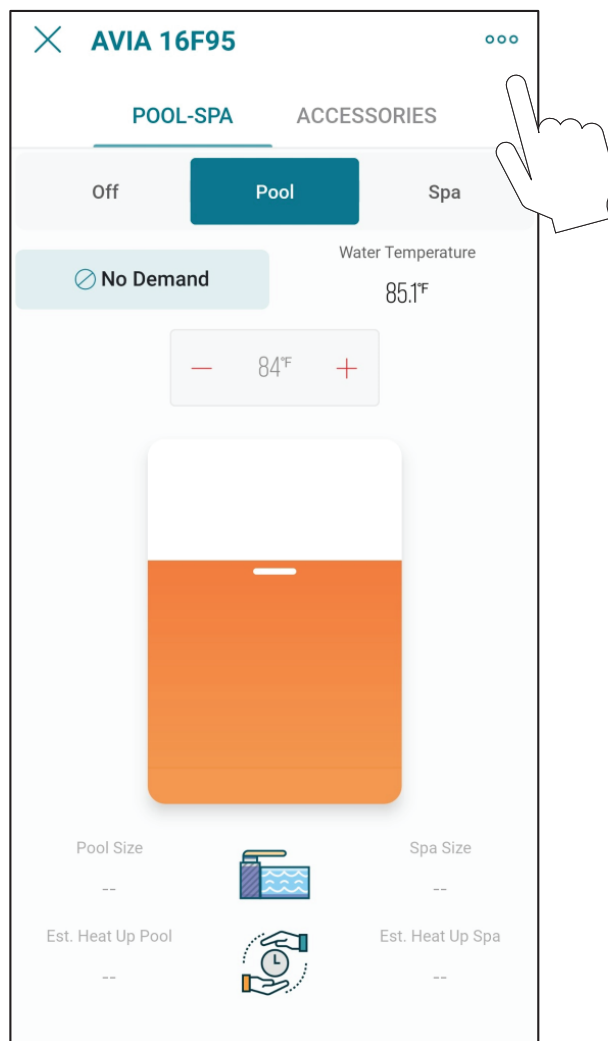 AVIA 16F95
POOL-SPA ACCESSORIES
Off Pool Spa
No Demand
Water Temperature
85.1°F
− 84°F +
Pool Size Spa Size
-- --
Est. Heat Up Pool Est. Heat Up Spa
-- --